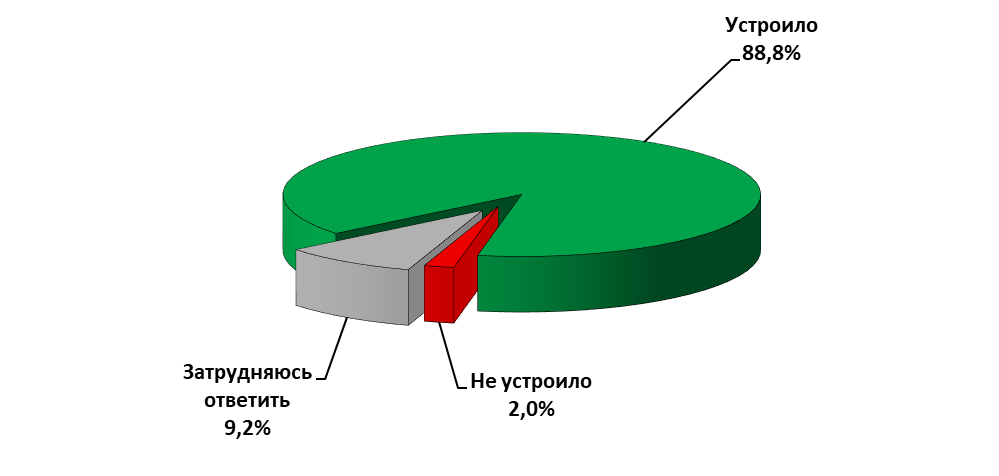 Устроило
88,8%
Затрудняюсь
ответить
9,2%
Не устроило
2,0%